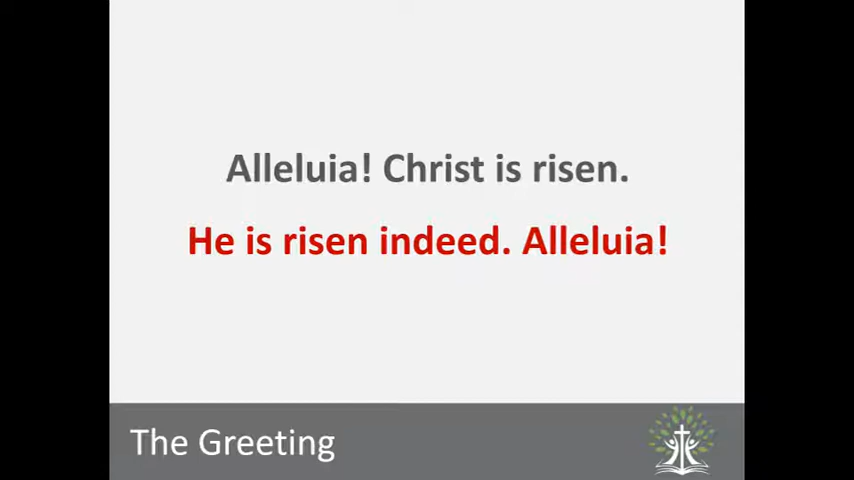 Alleluia! Christ is risen.
He is risen indeed. Alleluia!
The Greeting